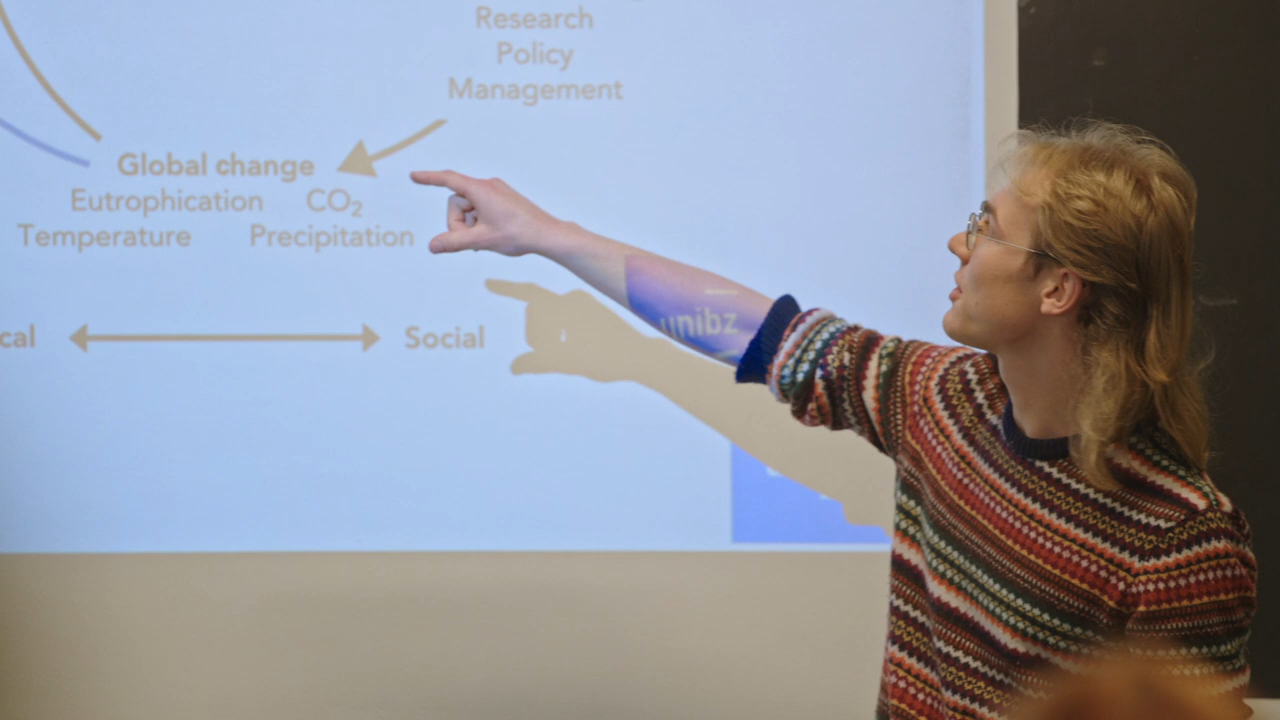 Research
Policy
Management
Global change
Eutrophication CO₂
Temperature Precipitation
cal
Social
unibz